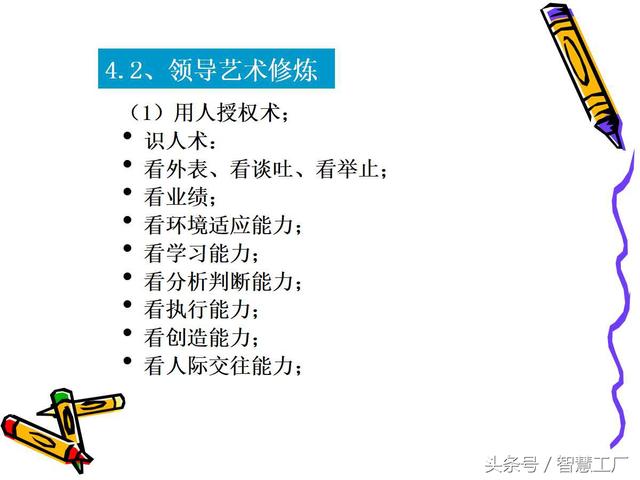 4.2、领导艺术修炼
（1）用人授权术；
• 识人术：
• 看外表、看谈吐、看举止；
• 看业绩；
• 看环境适应能力；
• 看学习能力；
• 看分析判断能力；
• 看执行能力；
• 看创造能力；
• 看人际交往能力；
头条号／智慧工厂